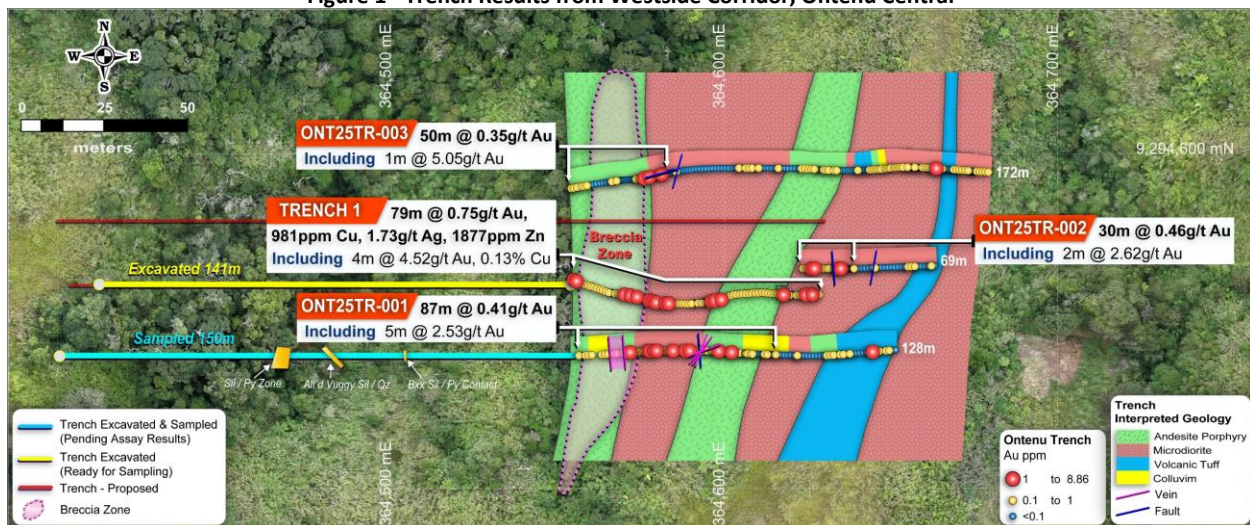 Figure 1 - Trench Results from Westside Corridor, Ontenu Central
N
W E
S
0 25 50
meters
364,500 mE
364,600 mE
364,700 mE
9,294,600 mN
ONT25TR-003 50m @ 0.35g/t Au
Including 1m @ 5.05g/t Au
172m
TRENCH 1 79m @ 0.75g/t Au,
981ppm Cu, 1.73g/t Ag, 1877ppm Zn
Including 4m @ 4.52g/t Au, 0.13% Cu
Breccia
Zone
ONT25TR-002 30m @ 0.46g/t Au
Including 2m @ 2.62g/t Au
69m
Excavated 141m
ONT25TR-001 87m @ 0.41g/t Au
Including 5m @ 2.53g/t Au
Sampled 150m
128m
Sil / Py Zone
Alt'd Vuggy Sil / Qz
Bxx Sil / Py Contact
364,500 mE
364,600 mE
Trench Excavated & Sampled
(Pending Assay Results)
Trench Excavated
(Ready for Sampling)
Trench - Proposed
Breccia Zone
Ontenu Trench
Au ppm
1 to 8.86
0.1 to 1
<0.1
Trench
Interpreted Geology
Andesite Porphyry
Microdiorite
Volcanic Tuff
Colluvim
Vein
Fault